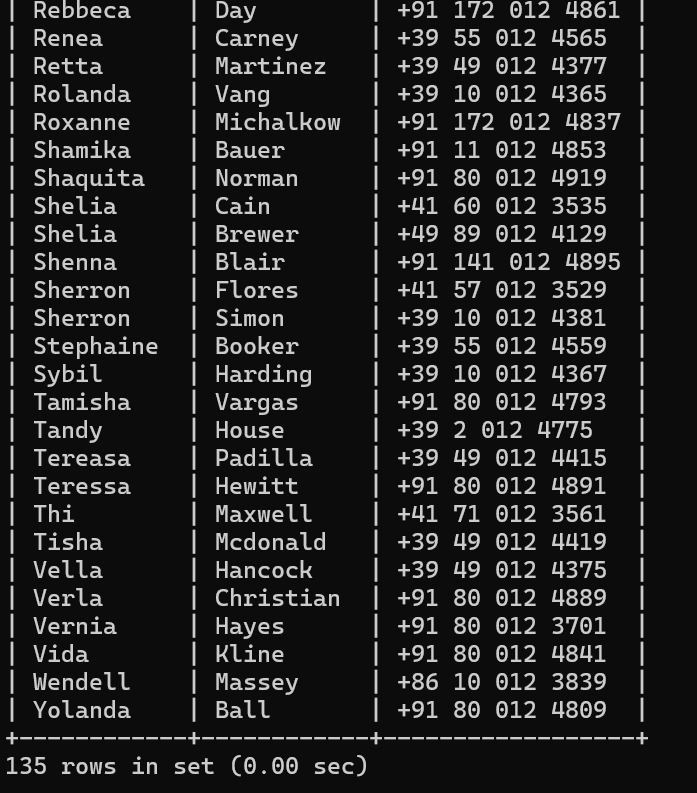 | Rebbeca    | Day        | +91 172 012 4861 |
| Renea      | Carney     | +39 55 012 4565  |
| Retta      | Martinez   | +39 49 012 4377  |
| Rolanda    | Vang       | +39 10 012 4365  |
| Roxanne    | Michalkow  | +91 172 012 4837 |
| Shamika    | Bauer      | +91 11 012 4853  |
| Shaquita   | Norman     | +91 80 012 4919  |
| Shelia     | Cain       | +41 60 012 3535  |
| Shelia     | Brewer     | +49 89 012 4129  |
| Shenna     | Blair      | +91 141 012 4895 |
| Sherron    | Flores     | +41 57 012 3529  |
| Sherron    | Simon      | +39 10 012 4381  |
| Stephaine  | Booker     | +39 55 012 4559  |
| Sybil      | Harding    | +39 10 012 4367  |
| Tamisha    | Vargas     | +91 80 012 4793  |
| Tandy      | House      | +39 2 012 4775   |
| Tereasa    | Padilla    | +39 49 012 4415  |
| Teressa    | Hewitt     | +91 80 012 4891  |
| Thi        | Maxwell    | +41 71 012 3561  |
| Tisha      | Mcdonald   | +39 49 012 4419  |
| Vella      | Hancock    | +39 49 012 4375  |
| Verla      | Christian  | +91 80 012 4889  |
| Vernia     | Hayes      | +91 80 012 3701  |
| Vida       | Kline      | +91 80 012 4841  |
| Wendell    | Massey     | +86 10 012 3839  |
| Yolanda    | Ball       | +91 80 012 4809  |
+------------+------------+------------------+
135 rows in set (0.00 sec)